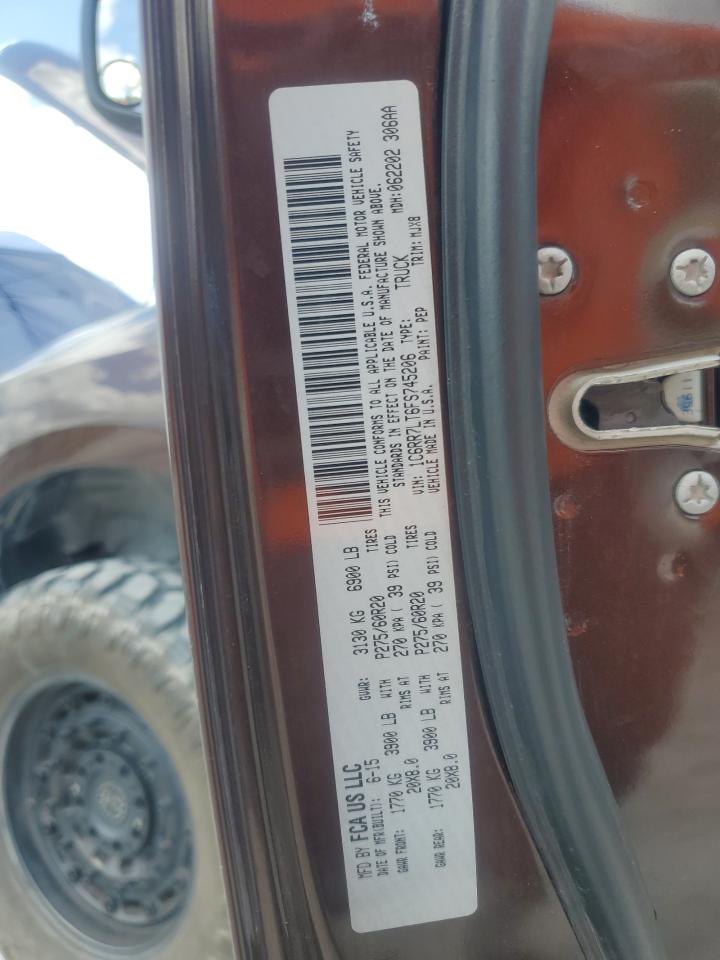 MFD BY FCA US LLC
DATE OF MFR(BUILT): 6-15 GVWR: 3130 KG 6900 LB
GAWR FRONT: 1770 KG 3900 LB WITH P275/60R20 TIRES
20X8.0 RIMS AT 270 KPA ( 39 PSI) COLD
GAWR REAR: 1770 KG 3900 LB WITH P275/60R20 TIRES
20X8.0 RIMS AT 270 KPA ( 39 PSI) COLD
THIS VEHICLE CONFORMS TO ALL APPLICABLE U.S.A. FEDERAL MOTOR VEHICLE SAFETY
STANDARDS IN EFFECT ON THE DATE OF MANUFACTURE SHOWN ABOVE. MDH:062202 306AA
VIN: 1C6RR7LT6FS745206 TYPE: TRUCK
VEHICLE MADE IN U.S.A. PAINT: PEP TRIM:MJX8